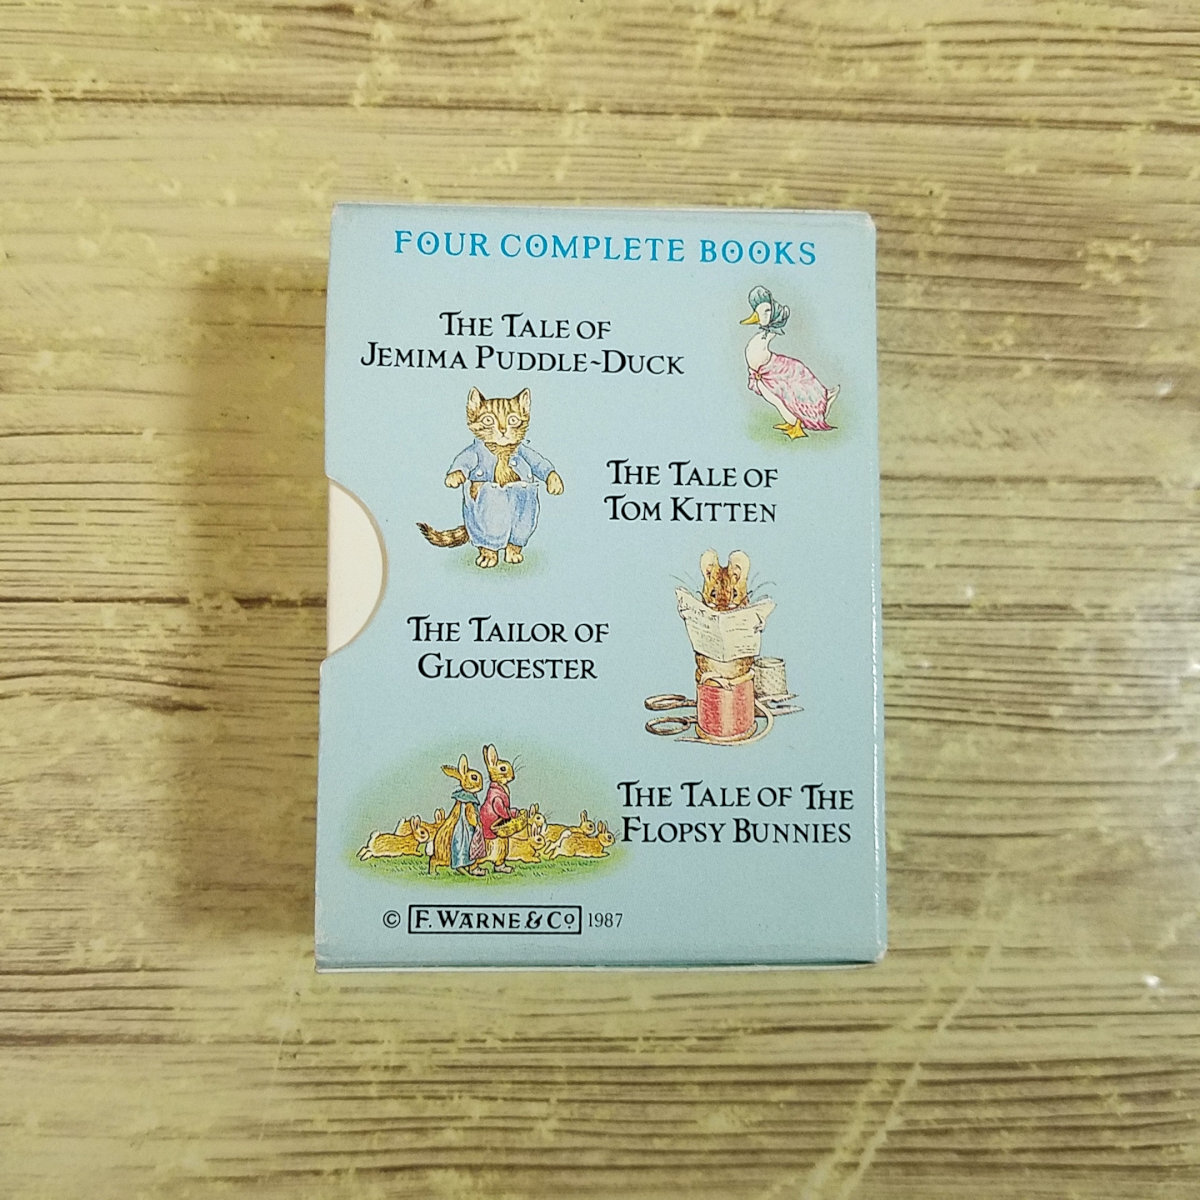 FOUR COMPLETE BOOKS
THE TALE OF
JEMIMA PUDDLE-DUCK
THE TALE OF
TOM KITTEN
THE TAILOR OF
GLOUCESTER
THE TALE OF THE
FLOPSY BUNNIES
© F. WARNE & Co 1987